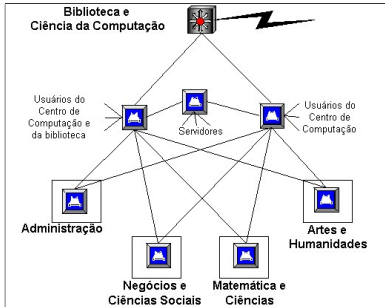 Biblioteca e
Ciência da Computação
Usuários do
Centro de
Computação e
da biblioteca
Servidores
Usuários do
Centro de
Computação
Administração
Artes e
Humanidades
Negócios e
Ciências Sociais
Matemática e
Ciências